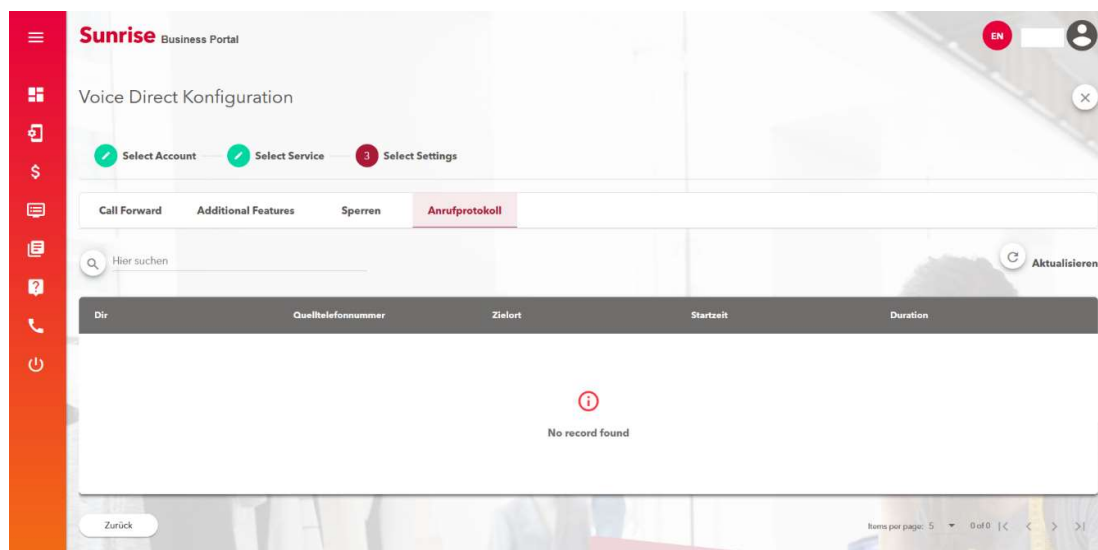 Sunrise Business Portal
EN
Voice Direct Konfiguration
Select Account
Select Service
3 Select Settings
Call Forward Additional Features Sperren Anrufprotokoll
Hier suchen
Aktualisieren
Dir Quelltelefonnummer Zielort Startzeit Duration
No record found
Zurück
Items per page: 5 0 of 0